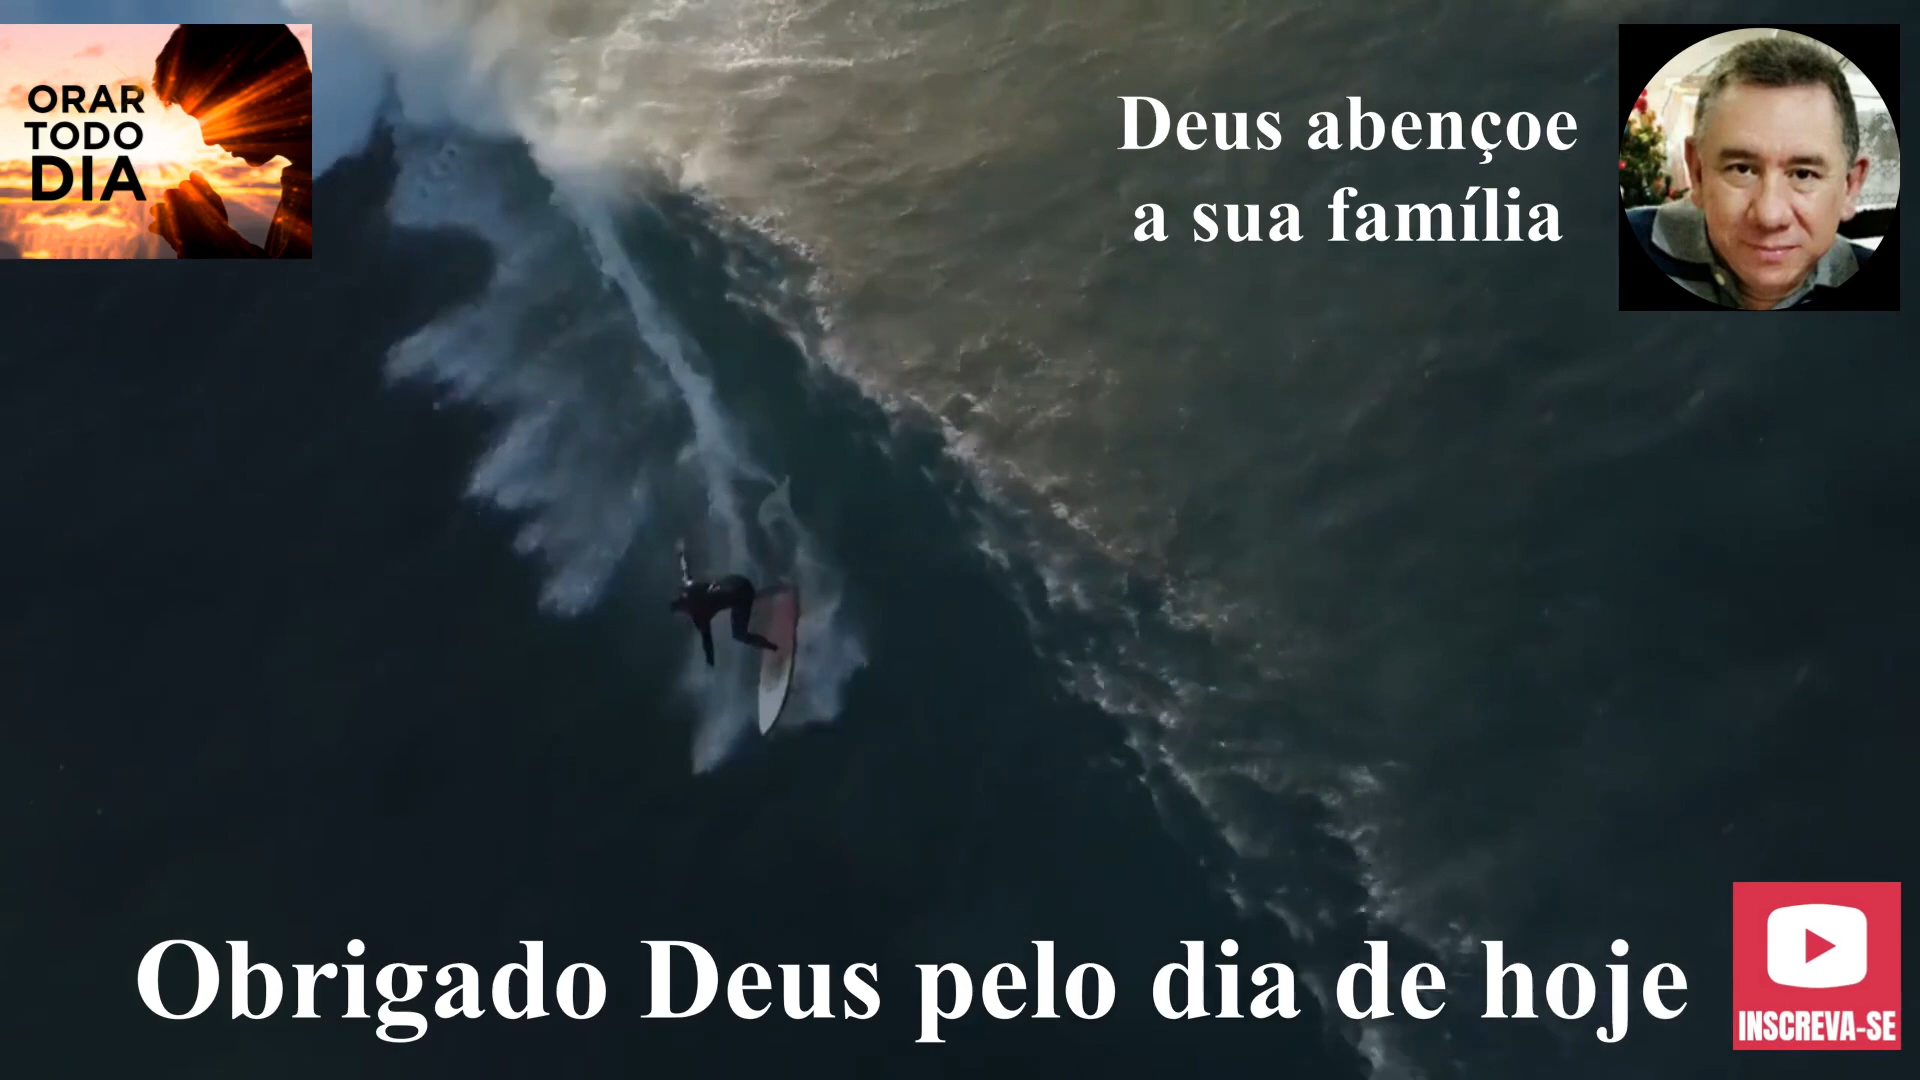 ORAR
TODO
DIA
Deus abençoe
a sua família
Obrigado Deus pelo dia de hoje
INSCREVA-SE